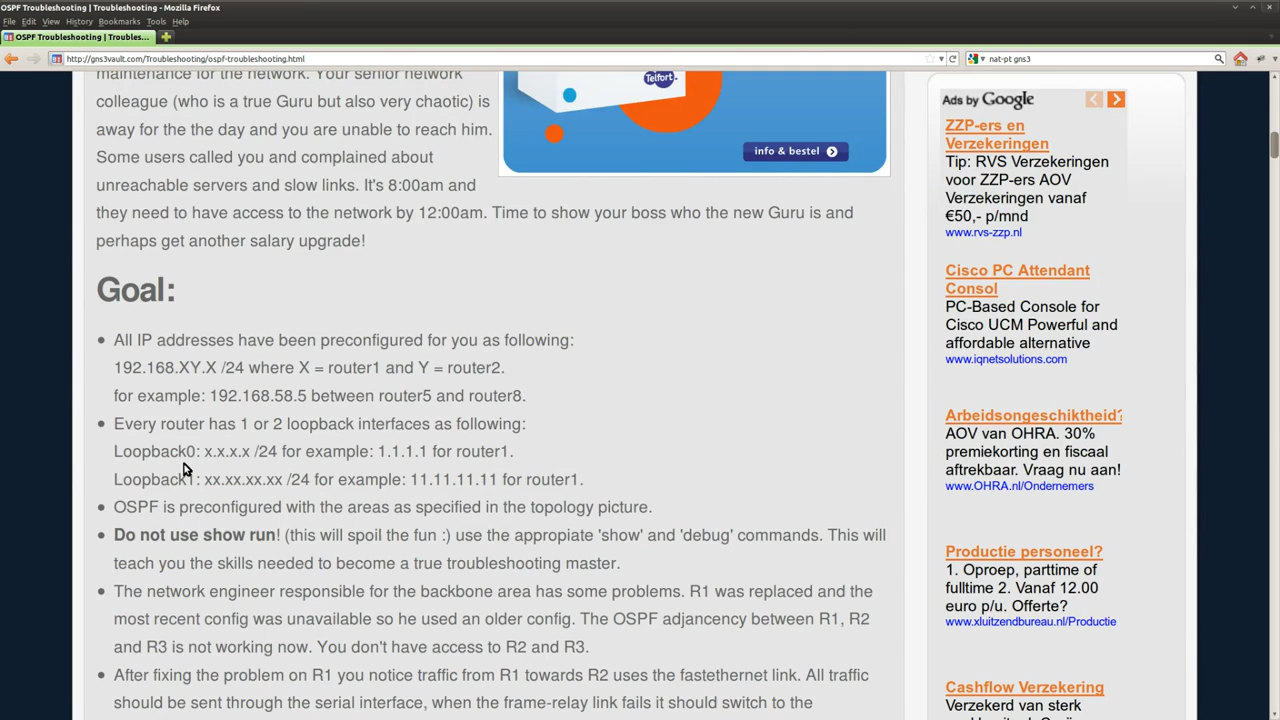 OSPF Troubleshooting | Troubleshooting - Mozilla Firefox
File Edit View History Bookmarks Tools Help
OSPF Troubleshooting | Troubles...
http://gns3vault.com/Troubleshooting/ospf-troubleshooting.html
nat-pt gns3
maintenance for the network. Your senior network
colleague (who is a true Guru but also very chaotic) is
away for the the day and you are unable to reach him.
Some users called you and complained about
unreachable servers and slow links. It's 8:00am and
they need to have access to the network by 12:00am. Time to show your boss who the new Guru is and
perhaps get another salary upgrade!
Telfort
info & bestel
Goal:
• All IP addresses have been preconfigured for you as following:
192.168.XY.X /24 where X = router1 and Y = router2.
for example: 192.168.58.5 between router5 and router8.
• Every router has 1 or 2 loopback interfaces as following:
Loopback0: x.x.x.x /24 for example: 1.1.1.1 for router1.
Loopback1: xx.xx.xx.xx /24 for example: 11.11.11.11 for router1.
• OSPF is preconfigured with the areas as specified in the topology picture.
• Do not use show run! (this will spoil the fun :) use the appropiate 'show' and 'debug' commands. This will
teach you the skills needed to become a true troubleshooting master.
• The network engineer responsible for the backbone area has some problems. R1 was replaced and the
most recent config was unavailable so he used an older config. The OSPF adjancency between R1, R2
and R3 is not working now. You don't have access to R2 and R3.
• After fixing the problem on R1 you notice traffic from R1 towards R2 uses the fastethernet link. All traffic
should be sent through the serial interface, when the frame-relay link fails it should switch to the
Ads by Google
ZZP-ers en
Verzekeringen
Tip: RVS Verzekeringen
voor ZZP-ers AOV
Verzekeringen vanaf
€50,- p/mnd
www.rvs-zzp.nl
Cisco PC Attendant
Consol
PC-Based Console for
Cisco UCM Powerful and
affordable alternative
www.iqnetsolutions.com
Arbeidsongeschiktheid?
AOV van OHRA. 30%
premiekorting en fiscaal
aftrekbaar. Vraag nu aan!
www.OHRA.nl/Ondernemers
Productie personeel?
1. Oproep, parttime of
fulltime 2. Vanaf 12.00
euro p/u. Offerte?
www.xluitzendbureau.nl/Productie
Cashflow Verzekering
Verzekerd van sterk